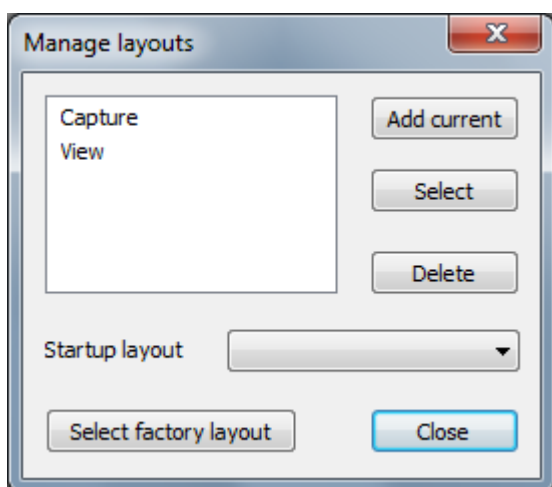 Manage layouts
Capture
View
Add current
Select
Delete
Startup layout
Select factory layout
Close